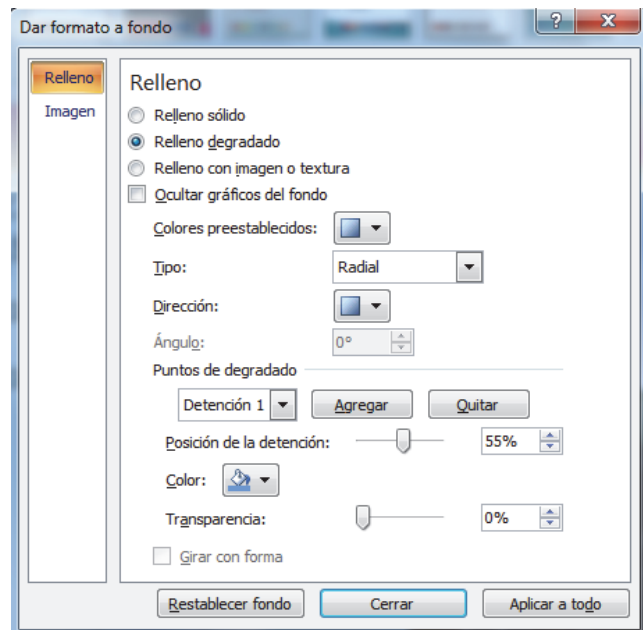 Dar formato a fondo
?
X
Relleno
Imagen
Relleno
Relleno sólido
Relleno degradado
Relleno con imagen o textura
Ocultar gráficos del fondo
Colores preestablecidos:
Tipo: Radial
Dirección:
Ángulo: 0°
Puntos de degradado
Detención 1 Agregar Quitar
Posición de la detención: 55%
Color:
Transparencia: 0%
Girar con forma
Restablecer fondo Cerrar Aplicar a todo